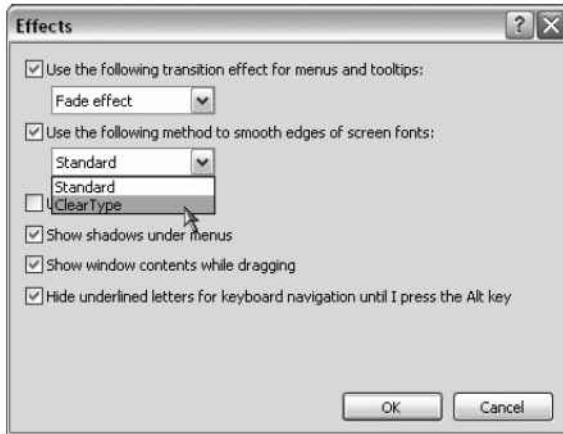 Effects
Use the following transition effect for menus and tooltips:
Fade effect
Use the following method to smooth edges of screen fonts:
Standard
Standard
ClearType
Show shadows under menus
Show window contents while dragging
Hide underlined letters for keyboard navigation until I press the Alt key
OK Cancel